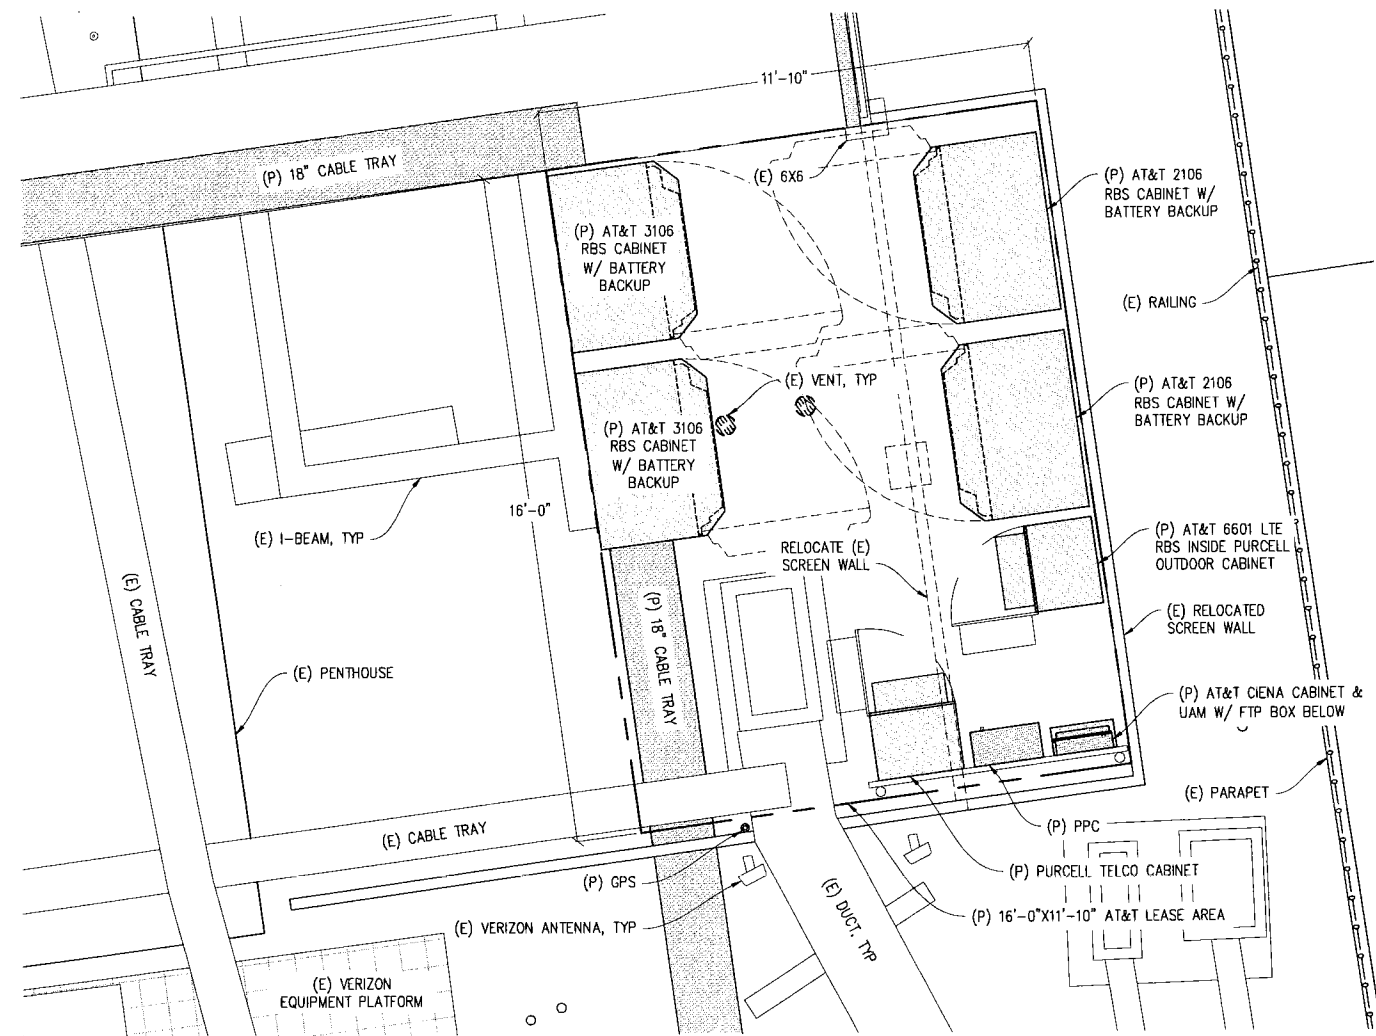 11'-10"
(P) 18" CABLE TRAY
(E) 6X6
(P) AT&T 2106
RBS CABINET W/
BATTERY BACKUP
(P) AT&T 3106
RBS CABINET
W/ BATTERY
BACKUP
(E) RAILING
(E) VENT, TYP
(P) AT&T 2106
RBS CABINET W/
BATTERY BACKUP
(P) AT&T 3106
RBS CABINET
W/ BATTERY
BACKUP
16'-0"
(E) I-BEAM, TYP
RELOCATE (E)
SCREEN WALL
(P) AT&T 6601 LTE
RBS INSIDE PURCELL
OUTDOOR CABINET
(E) CABLE TRAY
(P) 18" CABLE TRAY
(E) RELOCATED
SCREEN WALL
(E) PENTHOUSE
(P) AT&T CIENA CABINET &
UAM W/ FTP BOX BELOW
(E) PARAPET
(E) CABLE TRAY
(P) PPC
(P) GPS
(P) PURCELL TELCO CABINET
(E) DUCT, TYP
(P) 16'-0"X11'-10" AT&T LEASE AREA
(E) VERIZON ANTENNA, TYP
(E) VERIZON
EQUIPMENT PLATFORM